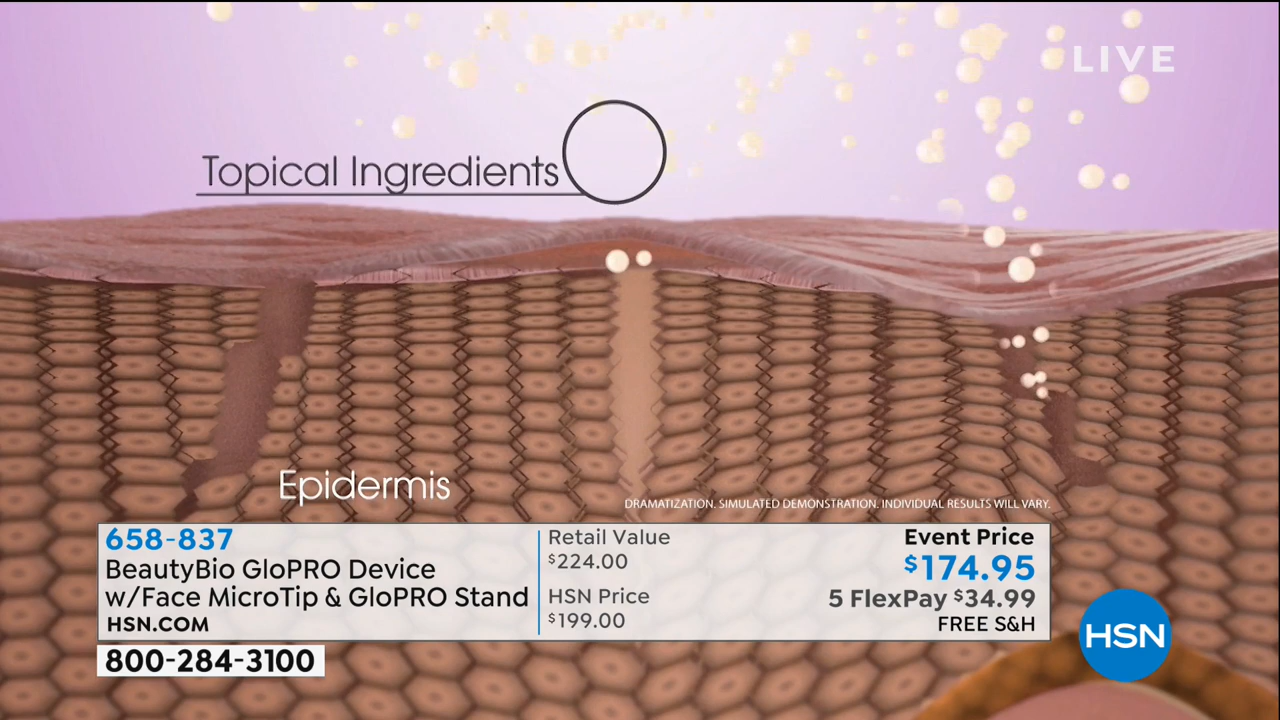 LIVE
Topical Ingredients
Epidermis
DRAMATIZATION. SIMULATED DEMONSTRATION. INDIVIDUAL RESULTS WILL VARY.
658-837
BeautyBio GloPRO Device
w/Face MicroTip & GloPRO Stand
HSN.COM
Retail Value
$224.00
HSN Price
$199.00
Event Price
$174.95
5 FlexPay $34.99
FREE S&H
800-284-3100
HSN